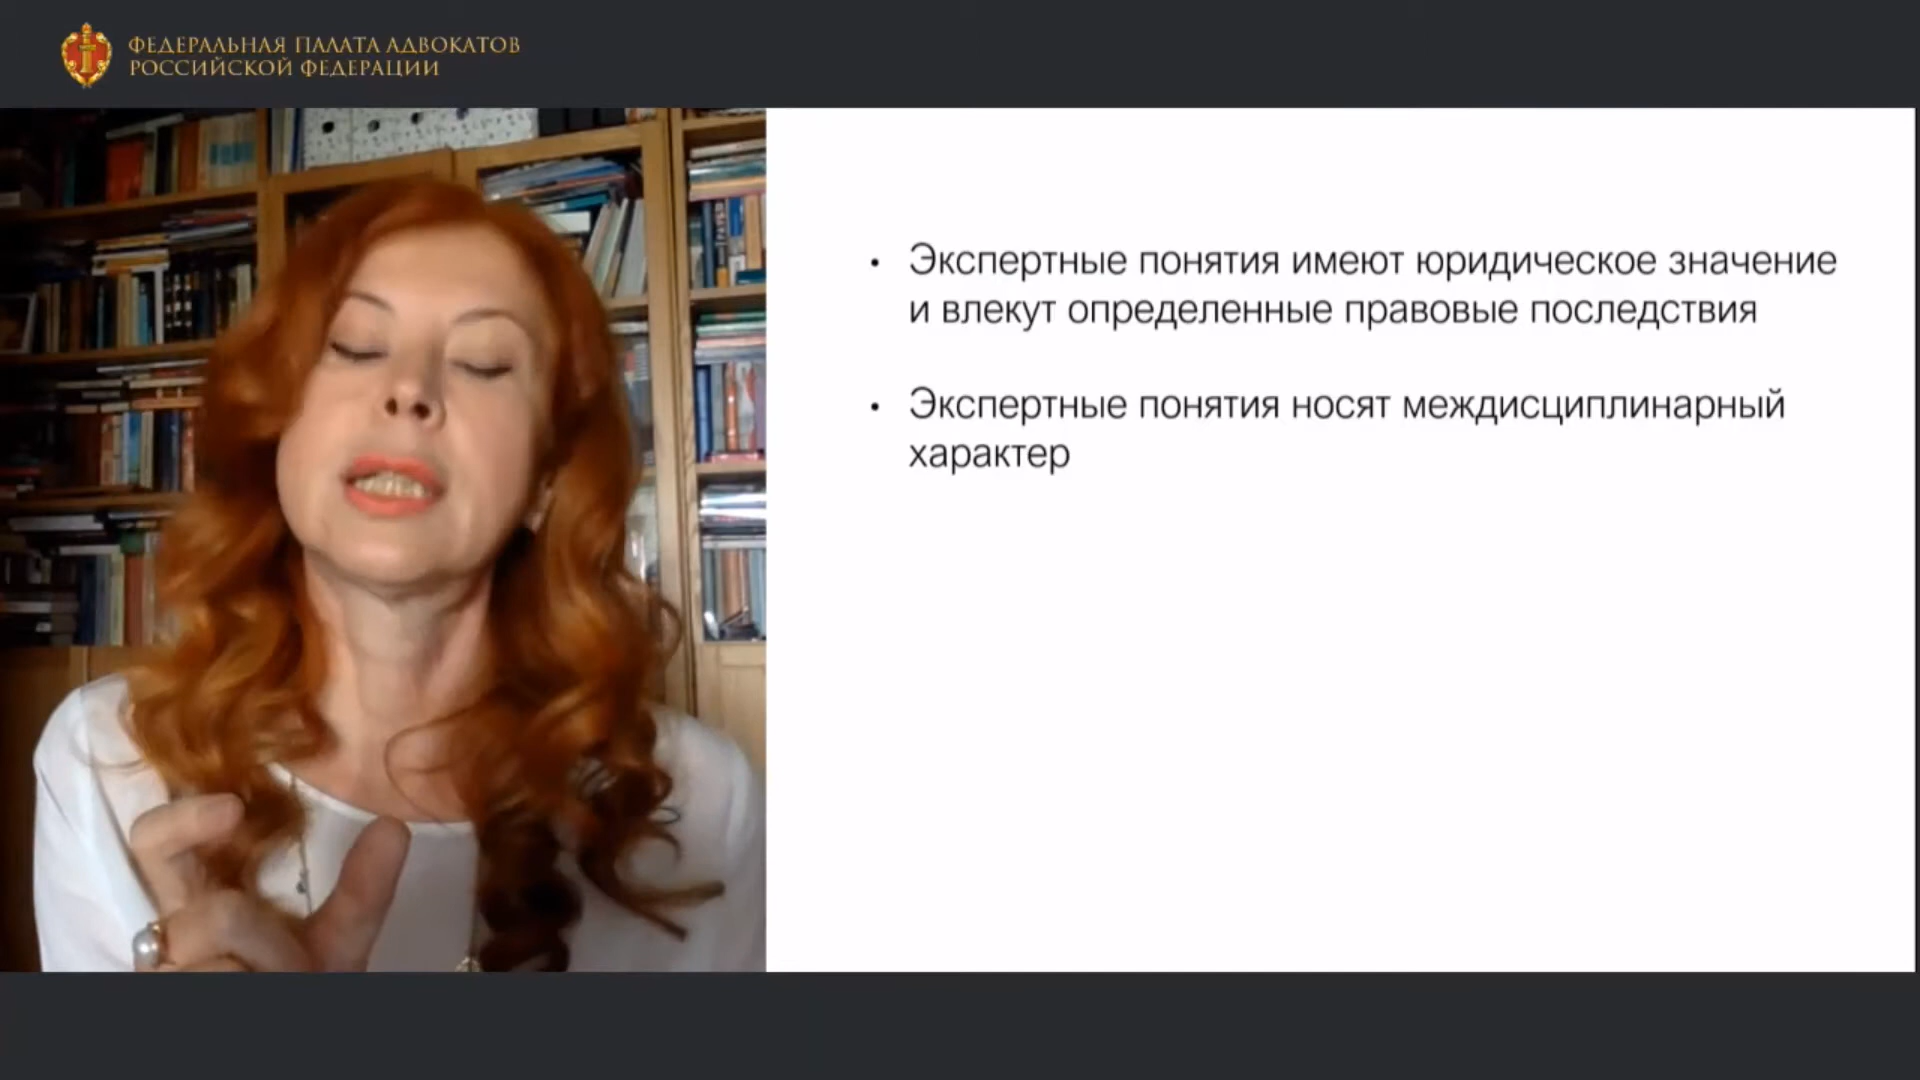 ФЕДЕРАЛЬНАЯ ПАЛАТА АДВОКАТОВ
РОССИЙСКОЙ ФЕДЕРАЦИИ
• Экспертные понятия имеют юридическое значение
и влекут определенные правовые последствия
• Экспертные понятия носят междисциплинарный
характер